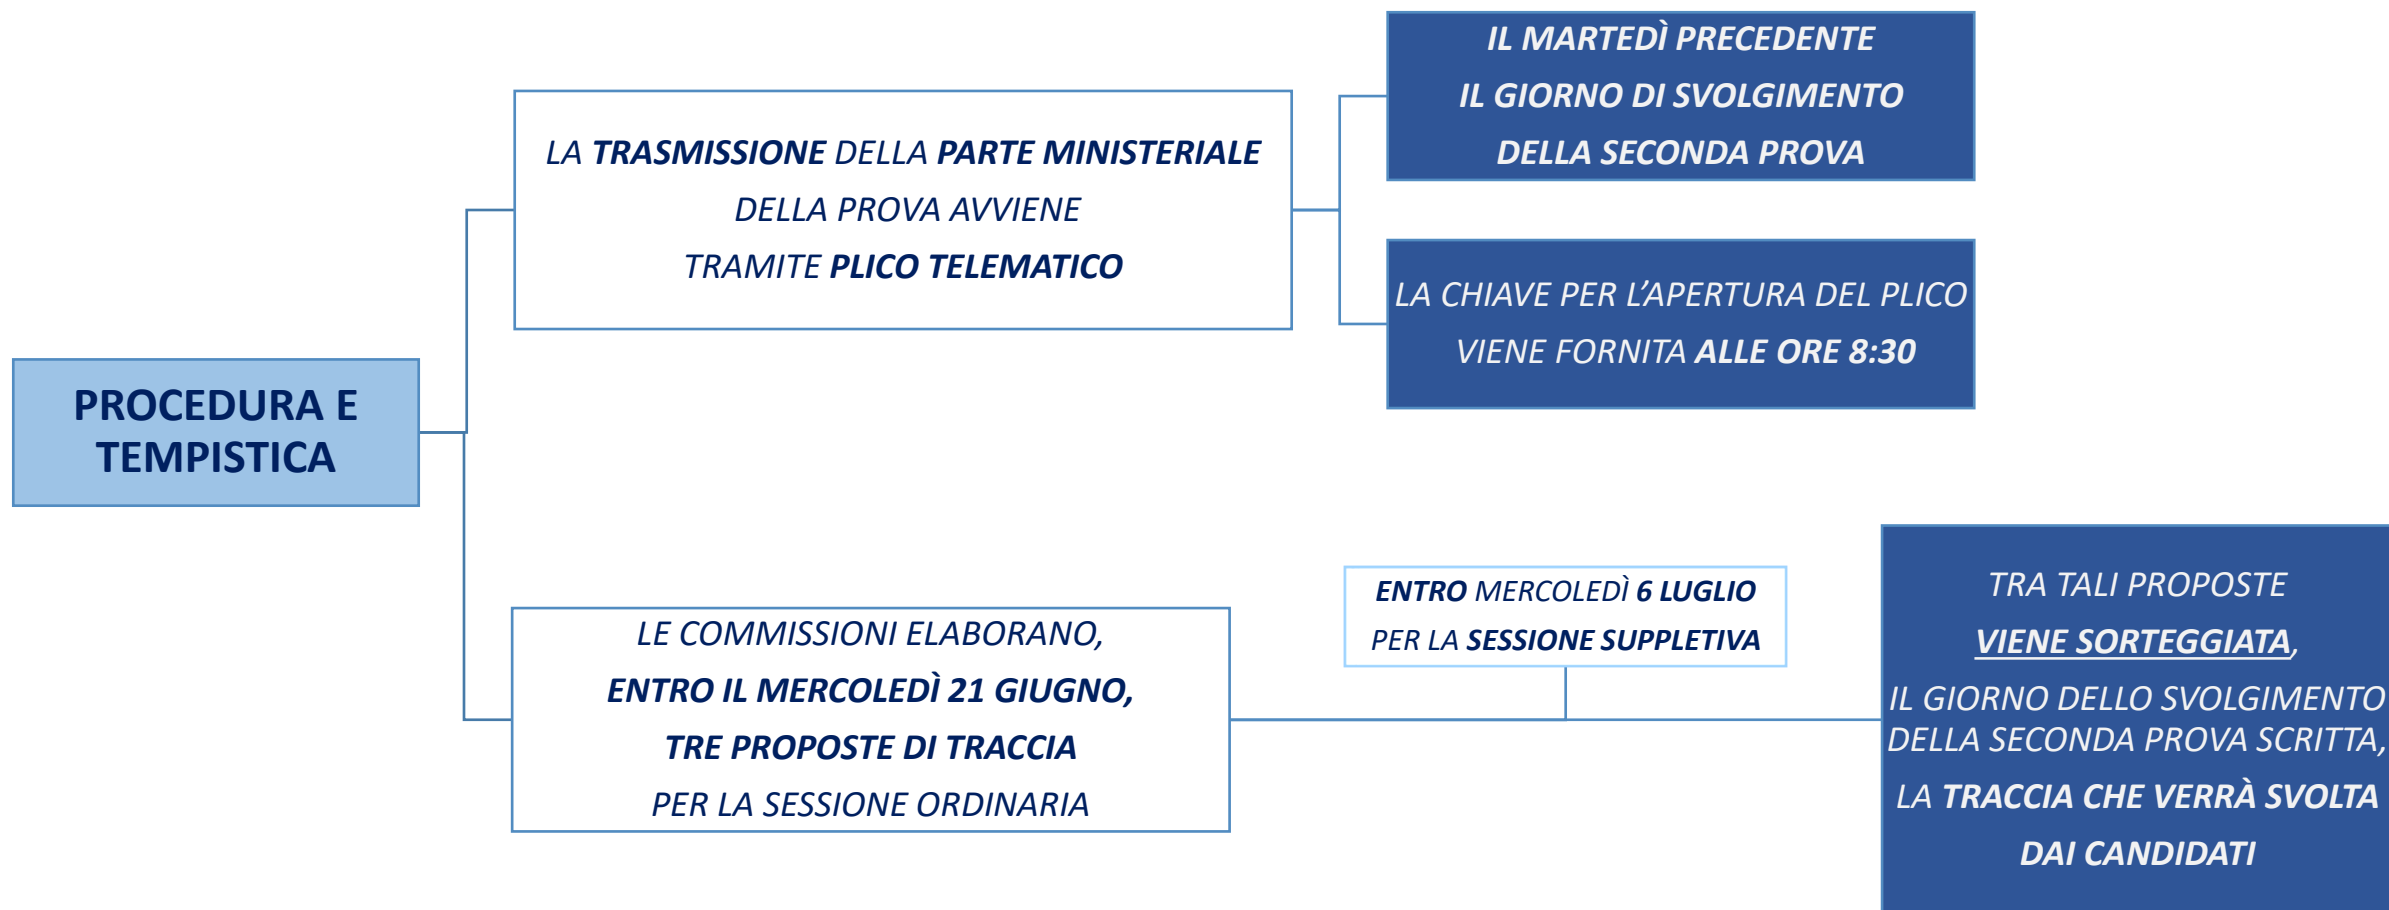 PROCEDURA E
TEMPISTICA
LA TRASMISSIONE DELLA PARTE MINISTERIALE
DELLA PROVA AVVIENE
TRAMITE PLICO TELEMATICO
IL MARTEDÌ PRECEDENTE
IL GIORNO DI SVOLGIMENTO
DELLA SECONDA PROVA
LA CHIAVE PER L’APERTURA DEL PLICO
VIENE FORNITA ALLE ORE 8:30
LE COMMISSIONI ELABORANO,
ENTRO IL MERCOLEDÌ 21 GIUGNO,
TRE PROPOSTE DI TRACCIA
PER LA SESSIONE ORDINARIA
ENTRO MERCOLEDÌ 6 LUGLIO
PER LA SESSIONE SUPPLETIVA
TRA TALI PROPOSTE
VIENE SORTEGGIATA,
IL GIORNO DELLO SVOLGIMENTO
DELLA SECONDA PROVA SCRITTA,
LA TRACCIA CHE VERRÀ SVOLTA
DAI CANDIDATI